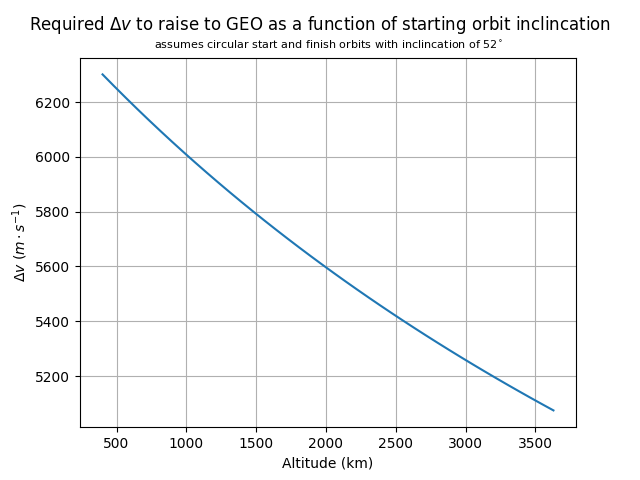 Required Δv to raise to GEO as a function of starting orbit inclincation
assumes circular start and finish orbits with inclincation of 52°
6200
6000
5800
5600
5400
5200
Δv (m · s⁻¹)
500 1000 1500 2000 2500 3000 3500
Altitude (km)